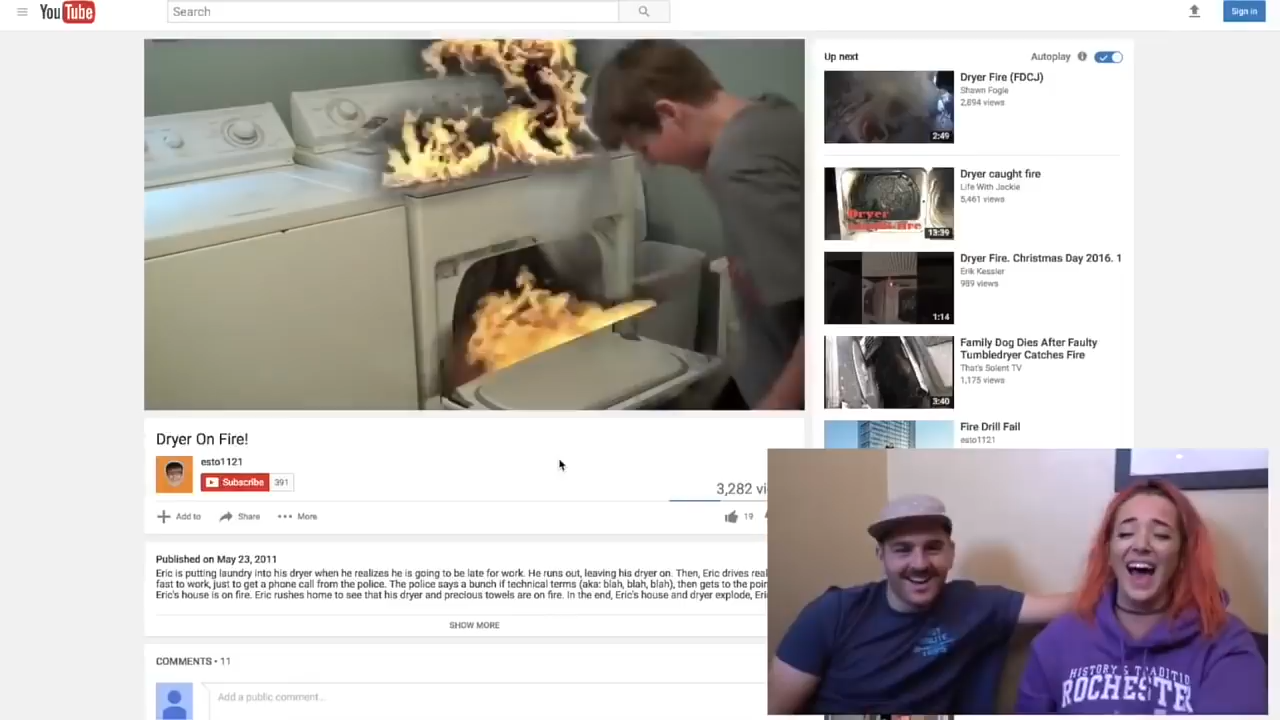 YouTube
Search
Sign in
Up next
Autoplay
Dryer Fire (FDCJ)
Shawn Fogle
2,894 views
2:49
Dryer caught fire
Life With Jackie
5,461 views
Dryer
13:39
Dryer Fire. Christmas Day 2016. 1
Erik Kessler
989 views
1:14
Family Dog Dies After Faulty
Tumbledryer Catches Fire
That's Solent TV
1,175 views
3:40
Fire Drill Fail
esto1121
Dryer On Fire!
esto1121
Subscribe 391
3,282 vi
Add to Share More
19
Published on May 23, 2011
Eric is putting laundry into his dryer when he realizes he is going to be late for work. He runs out, leaving his dryer on. Then, Eric drives real
fast to work, just to get a phone call from the police. The police says a bunch if technical terms (aka: blah, blah, blah), then gets to the poin
Eric's house is on fire. Eric rushes home to see that his dryer and precious towels are on fire. In the end, Eric's house and dryer explode, Eri
SHOW MORE
COMMENTS • 11
Add a public comment...
HISTORY & TRADITIO
ROCHESTER